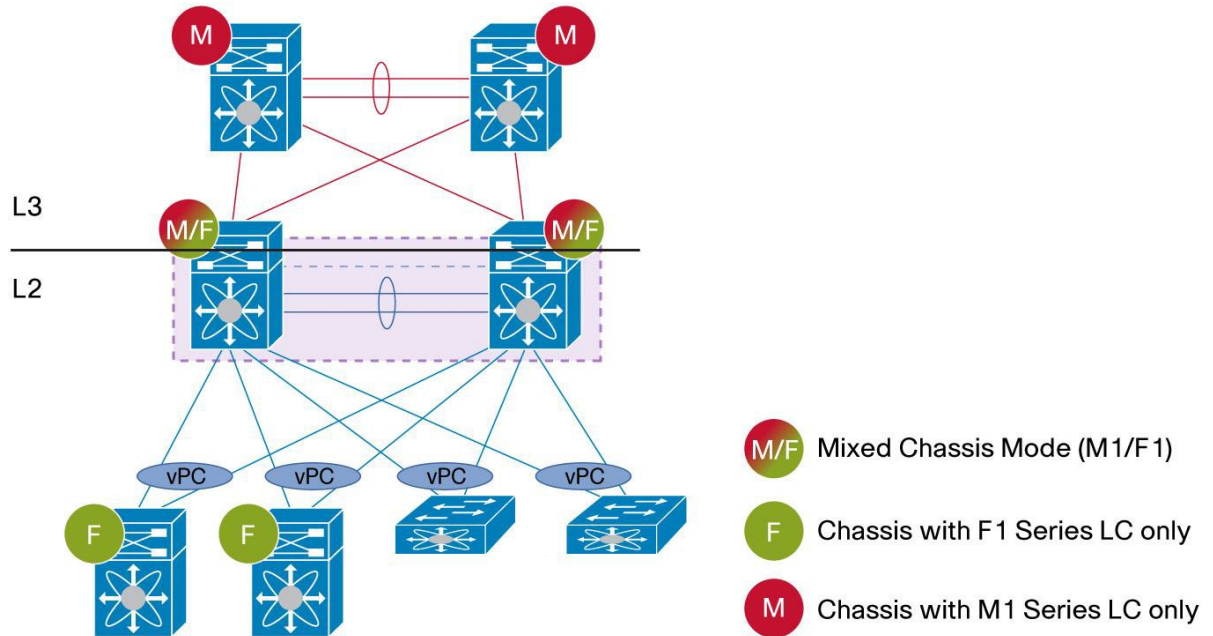 M
M
L3
M/F
M/F
L2
vPC
vPC
vPC
vPC
F
F
M/F Mixed Chassis Mode (M1/F1)
F Chassis with F1 Series LC only
M Chassis with M1 Series LC only